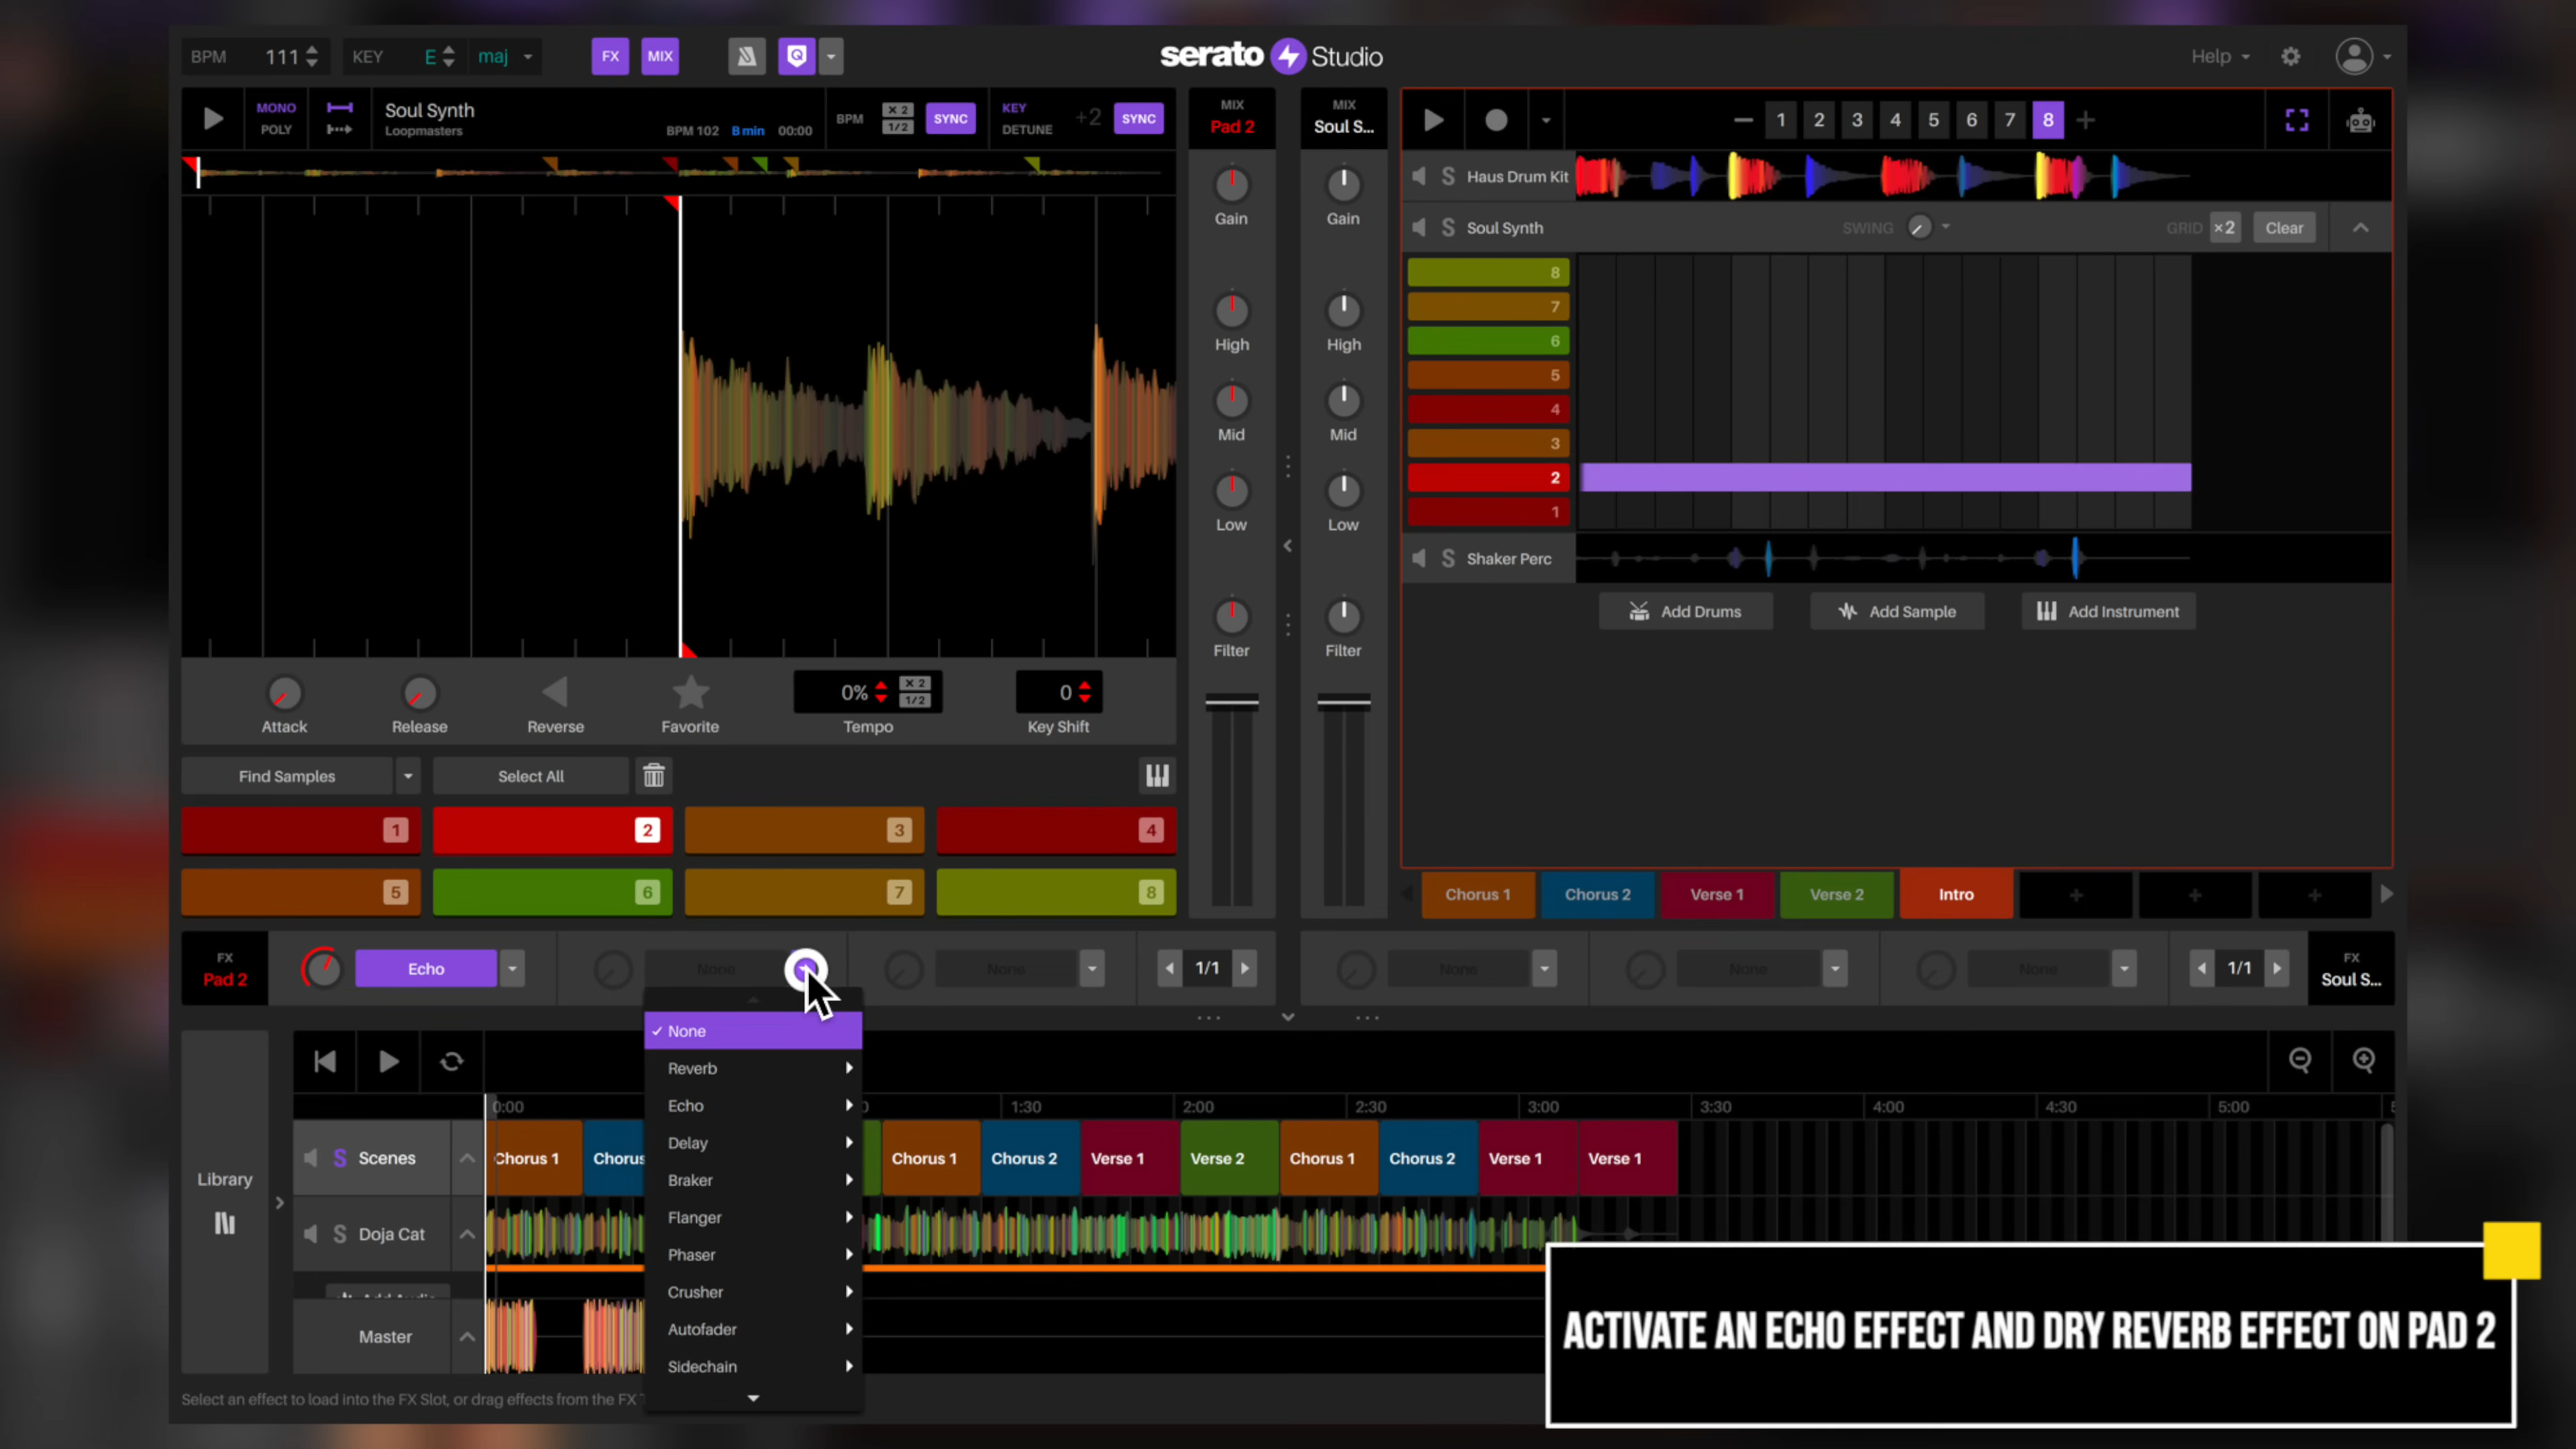 BPM 111 KEY E maj FX MIX serato Studio Help
MONO
POLY
Soul Synth
Loopmasters
BPM 102 B min 00:00
BPM x 2
1/2
SYNC
KEY
DETUNE
+2 SYNC
MIX
Pad 2
MIX
Soul S...
1 2 3 4 5 6 7 8
Haus Drum Kit
S
Soul Synth
S
SWING
GRID x2 Clear
8
7
6
5
4
3
2
1
S Shaker Perc
Add Drums Add Sample Add Instrument
Gain
High
Mid
Low
Filter
Gain
High
Mid
Low
Filter
0% x 2
1/2
0
Attack Release Reverse Favorite Tempo Key Shift
Find Samples Select All
1 2 3 4
5 6 7 8
Chorus 1 Chorus 2 Verse 1 Verse 2 Intro + + +
FX
Pad 2
Echo None None 1/1
None None None 1/1
FX
Soul S...
None
Reverb
Echo
Delay
Braker
Flanger
Phaser
Crusher
Autofader
Sidechain
Library
0:00 1:30 2:00 2:30 3:00 3:30 4:00 4:30 5:00
S Scenes
Chorus 1 Chorus Chorus 1 Chorus 2 Verse 1 Verse 2 Chorus 1 Chorus 2 Verse 1 Verse 1
S Doja Cat
Master
Select an effect to load into the FX Slot, or drag effects from the FX
ACTIVATE AN ECHO EFFECT AND DRY REVERB EFFECT ON PAD 2